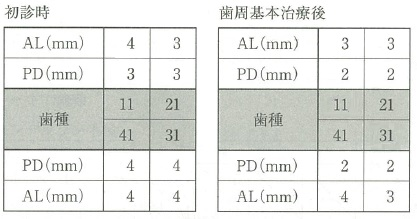 初診時
AL(mm) 4 3
PD(mm) 3 3
歯種 11 21
41 31
PD(mm) 4 4
AL(mm) 4 4
歯周基本治療後
AL(mm) 3 3
PD(mm) 2 2
歯種 11 21
41 31
PD(mm) 2 2
AL(mm) 4 3